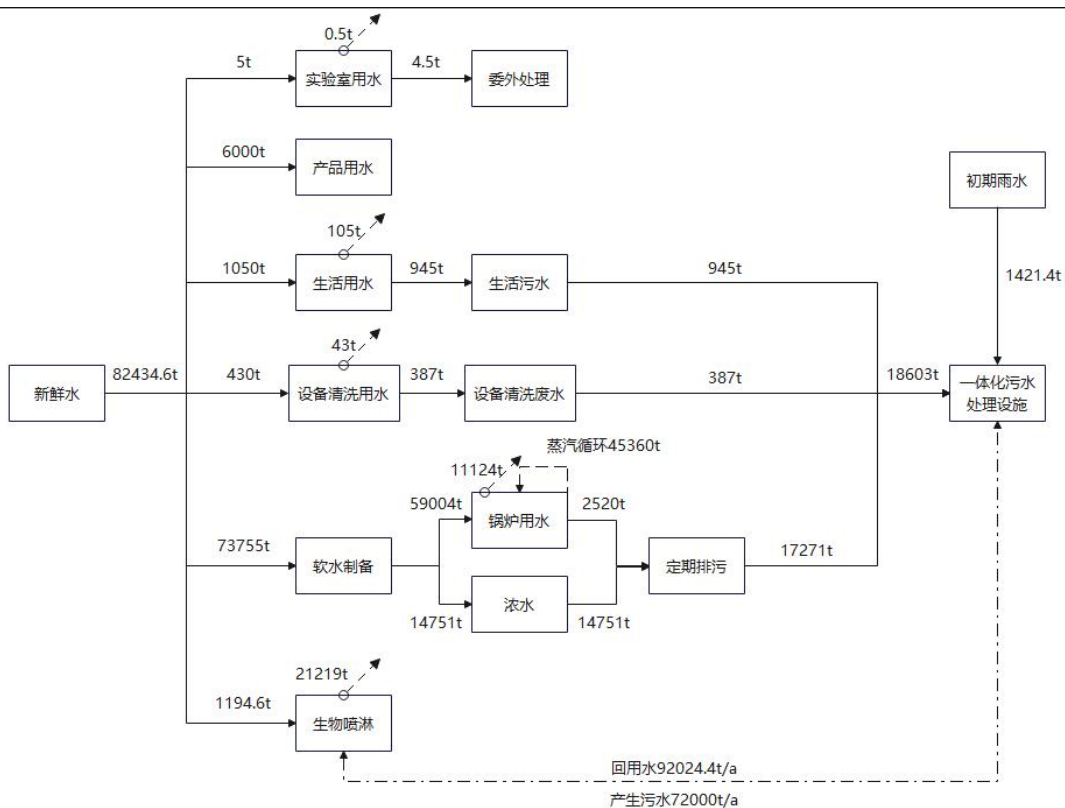 0.5t
5t
实验室用水
4.5t
委外处理
6000t
产品用水
初期雨水
105t
1050t
生活用水
945t
生活污水
945t
1421.4t
43t
新鲜水
82434.6t
430t
设备清洗用水
387t
设备清洗废水
387t
18603t
一体化污水
处理设施
蒸汽循环45360t
11124t
59004t
锅炉用水
2520t
73755t
软水制备
定期排污
17271t
浓水
14751t
14751t
21219t
1194.6t
生物喷淋
回用水92024.4t/a
产生污水72000t/a